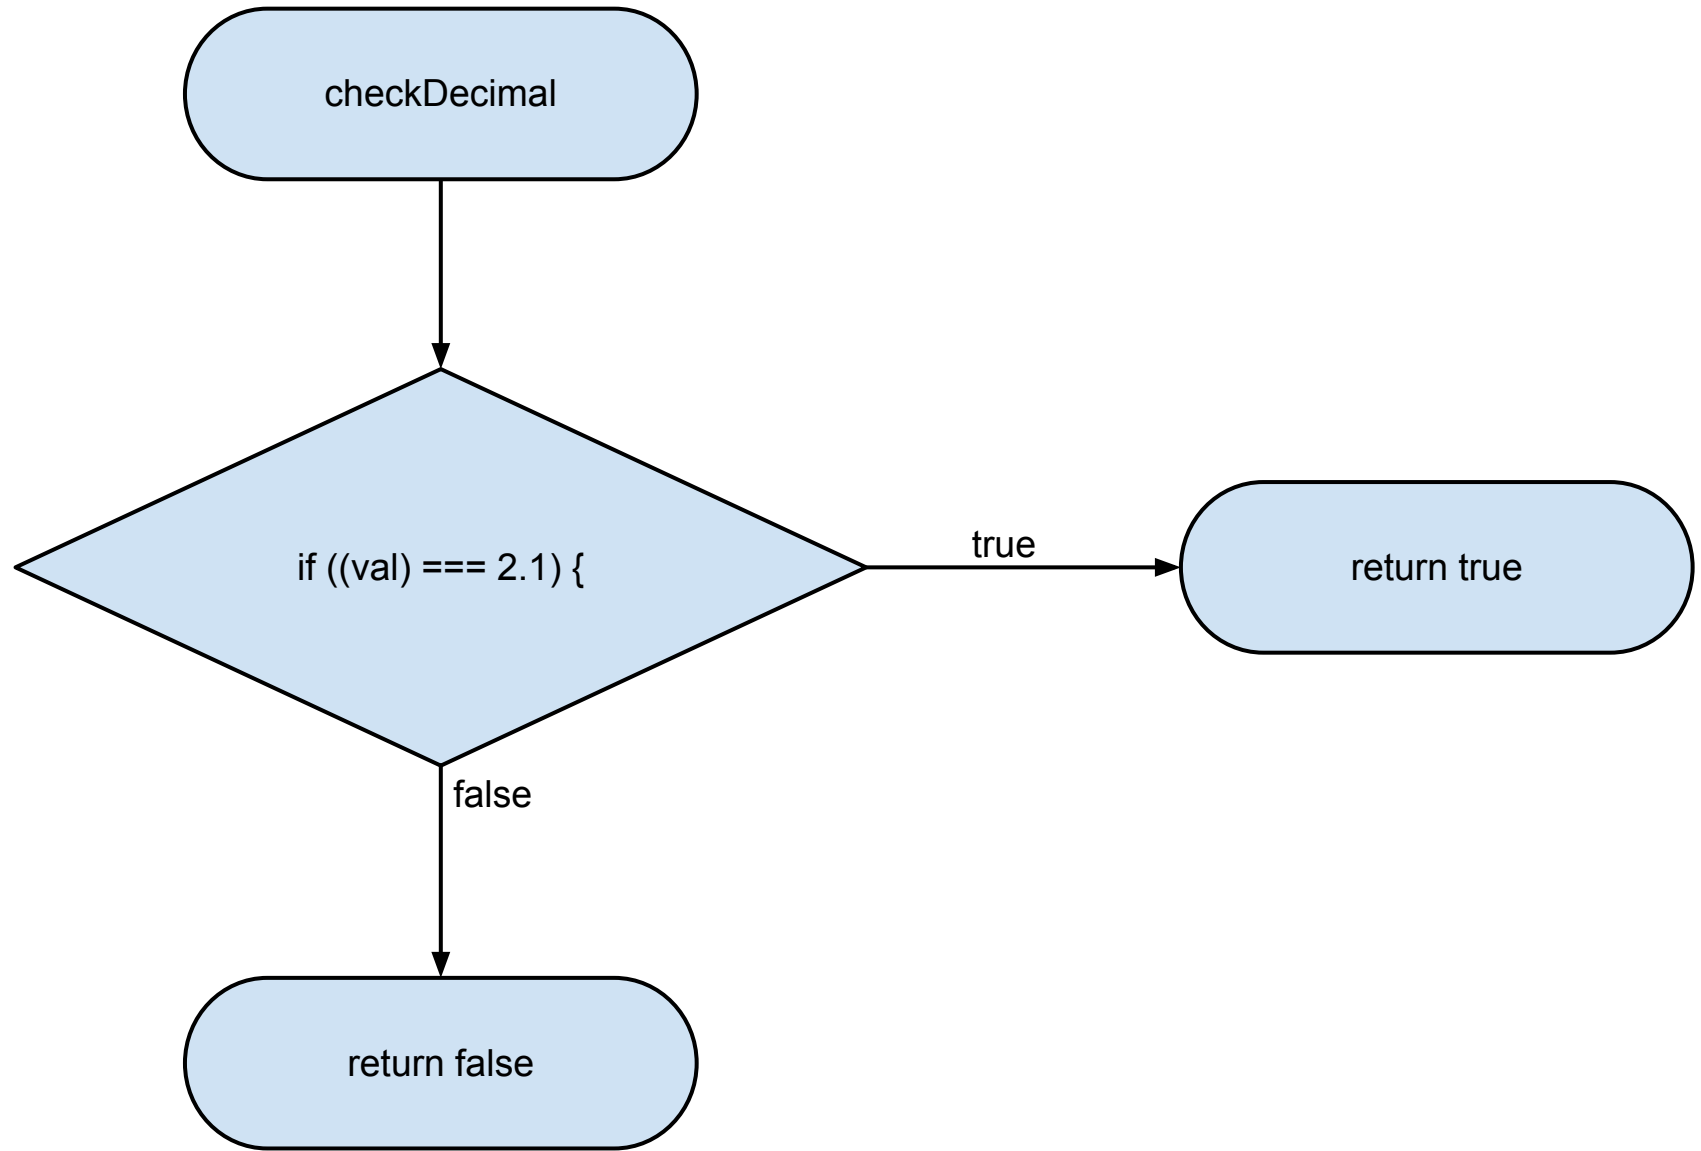 checkDecimal
if ((val) === 2.1) {
true
return true
false
return false